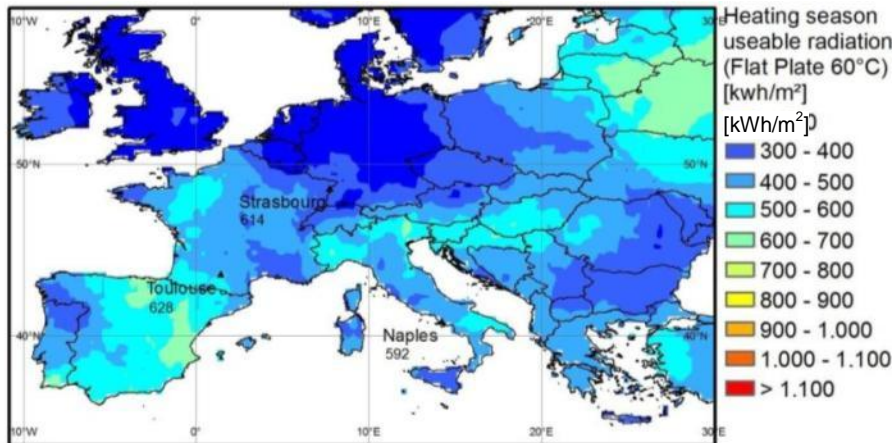 10°W
0°
10°E
20°E
30°E
Heating season
useable radiation
(Flat Plate 60°C)
[kwh/m²]
[kWh/m²]
300 - 400
400 - 500
500 - 600
600 - 700
700 - 800
800 - 900
900 - 1.000
1.000 - 1.100
> 1.100
50°N
50°N
Strasbourg
614
Toulouse
628
40°N
40°N
Naples
592
10°W
0°
10°E
20°E
30°E